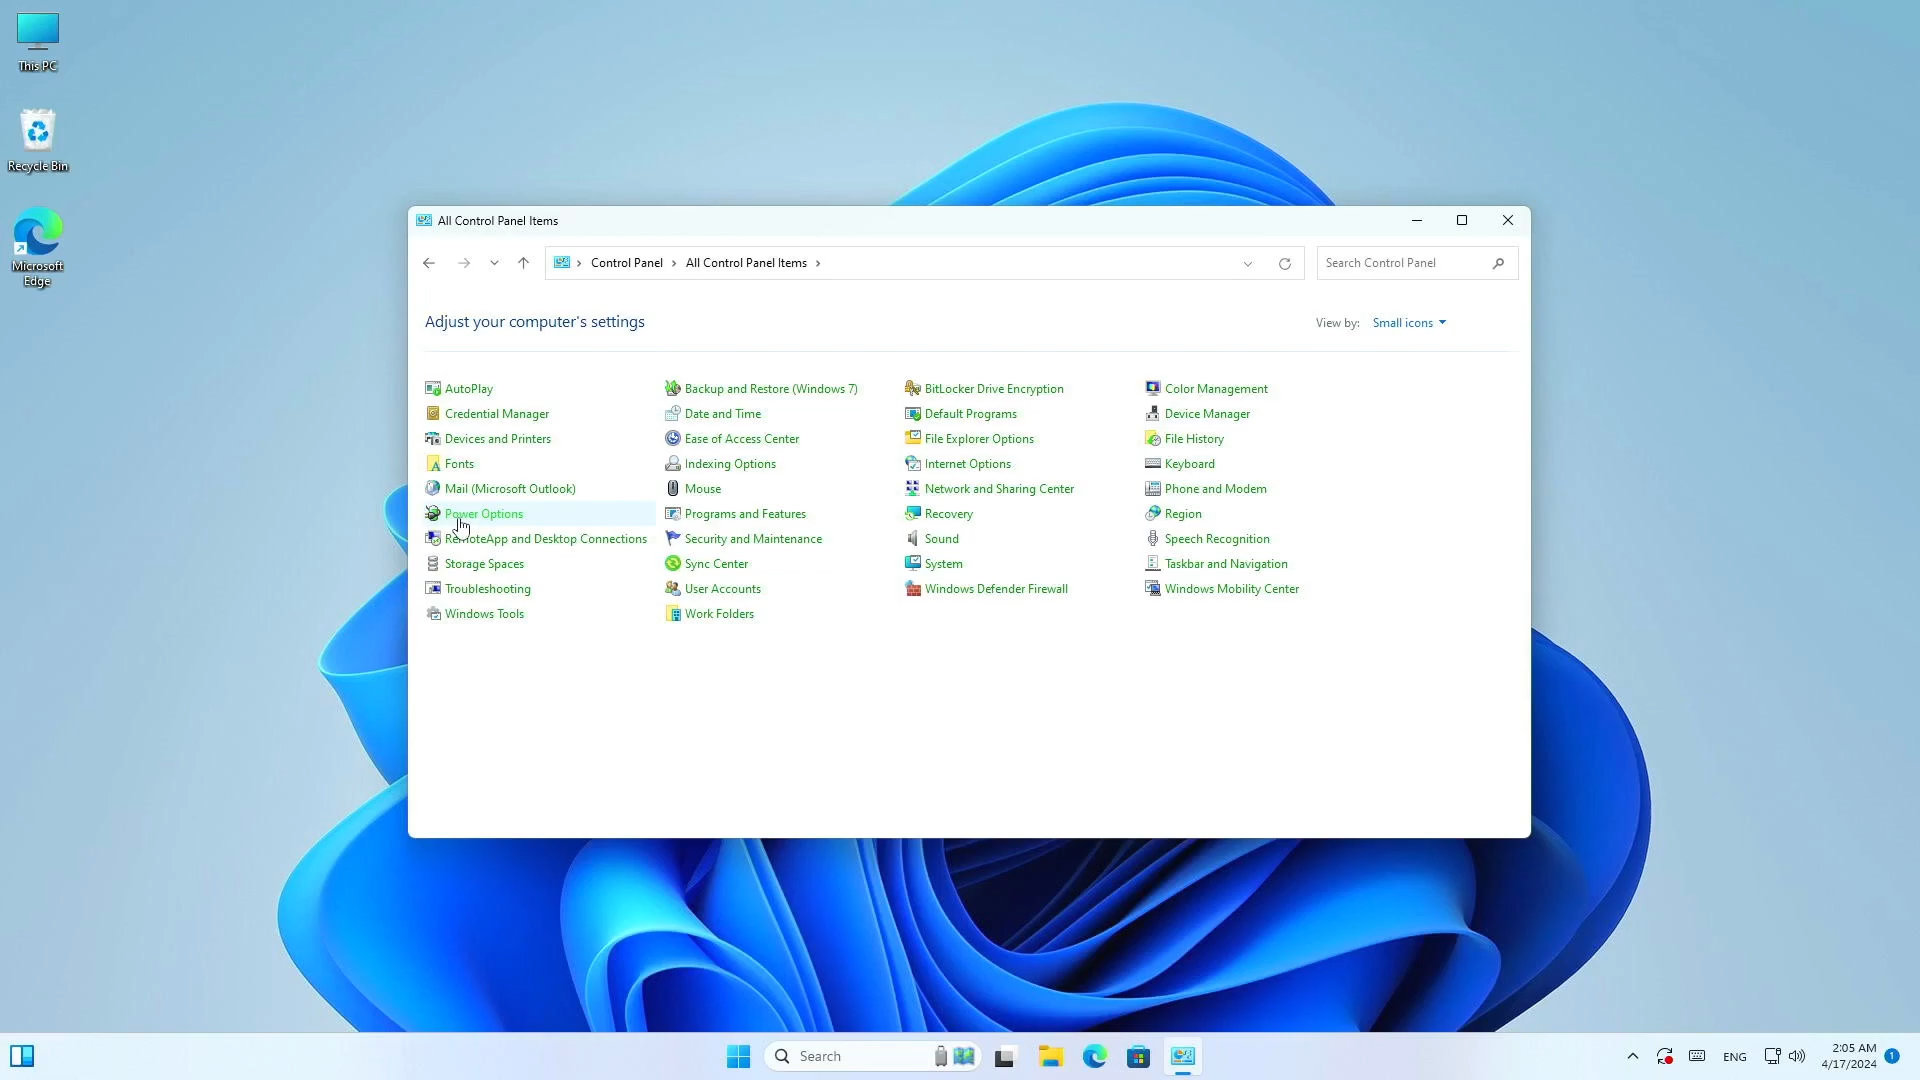 This PC
Recycle Bin
Microsoft
Edge
All Control Panel Items
Control Panel All Control Panel Items
Search Control Panel
Adjust your computer's settings
View by: Small icons
AutoPlay
Backup and Restore (Windows 7)
BitLocker Drive Encryption
Color Management
Credential Manager
Date and Time
Default Programs
Device Manager
Devices and Printers
Ease of Access Center
File Explorer Options
File History
Fonts
Indexing Options
Internet Options
Keyboard
Mail (Microsoft Outlook)
Mouse
Network and Sharing Center
Phone and Modem
Power Options
Programs and Features
Recovery
Region
RemoteApp and Desktop Connections
Security and Maintenance
Sound
Speech Recognition
Storage Spaces
Sync Center
System
Taskbar and Navigation
Troubleshooting
User Accounts
Windows Defender Firewall
Windows Mobility Center
Windows Tools
Work Folders
Search
ENG
2:05 AM
4/17/2024
1